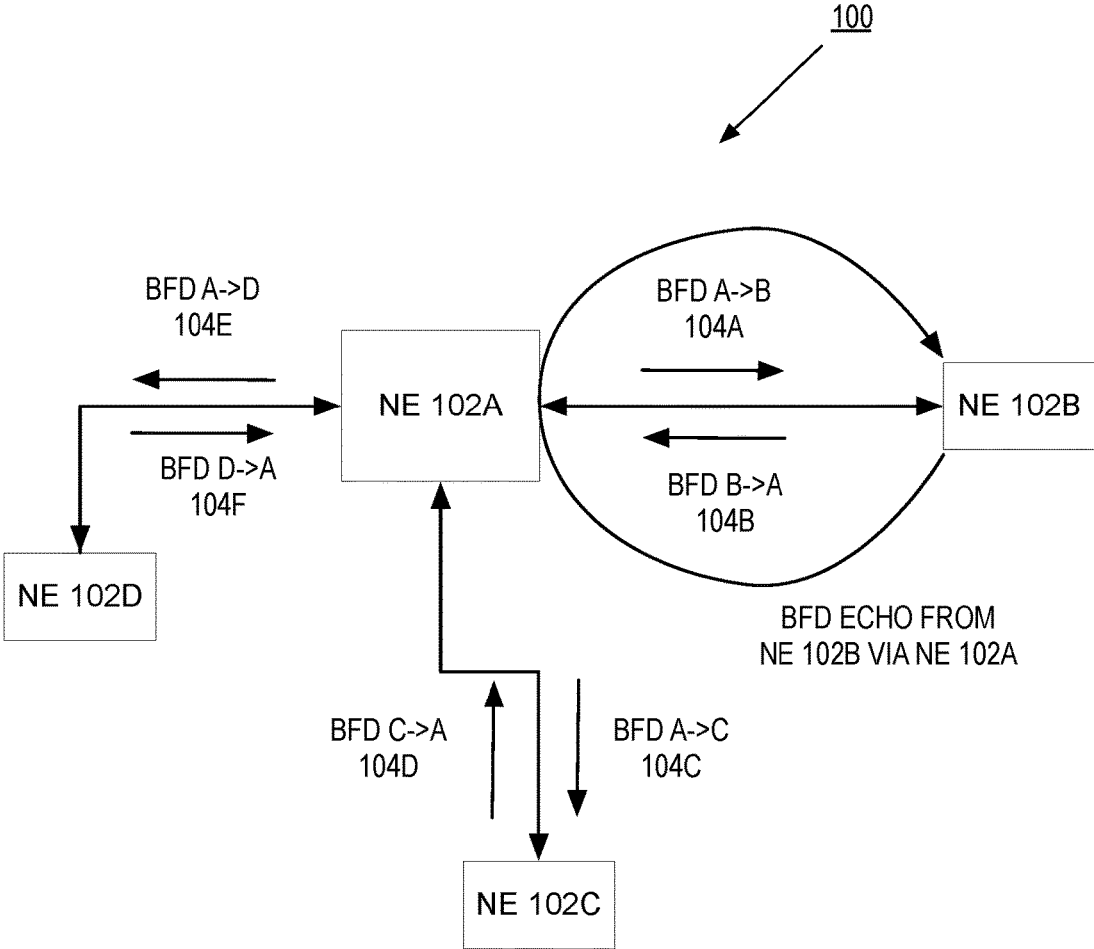 100
BFD A->D
104E
BFD A->B
104A
NE 102A
NE 102B
BFD D->A
104F
BFD B->A
104B
NE 102D
BFD ECHO FROM
NE 102B VIA NE 102A
BFD C->A
104D
BFD A->C
104C
NE 102C